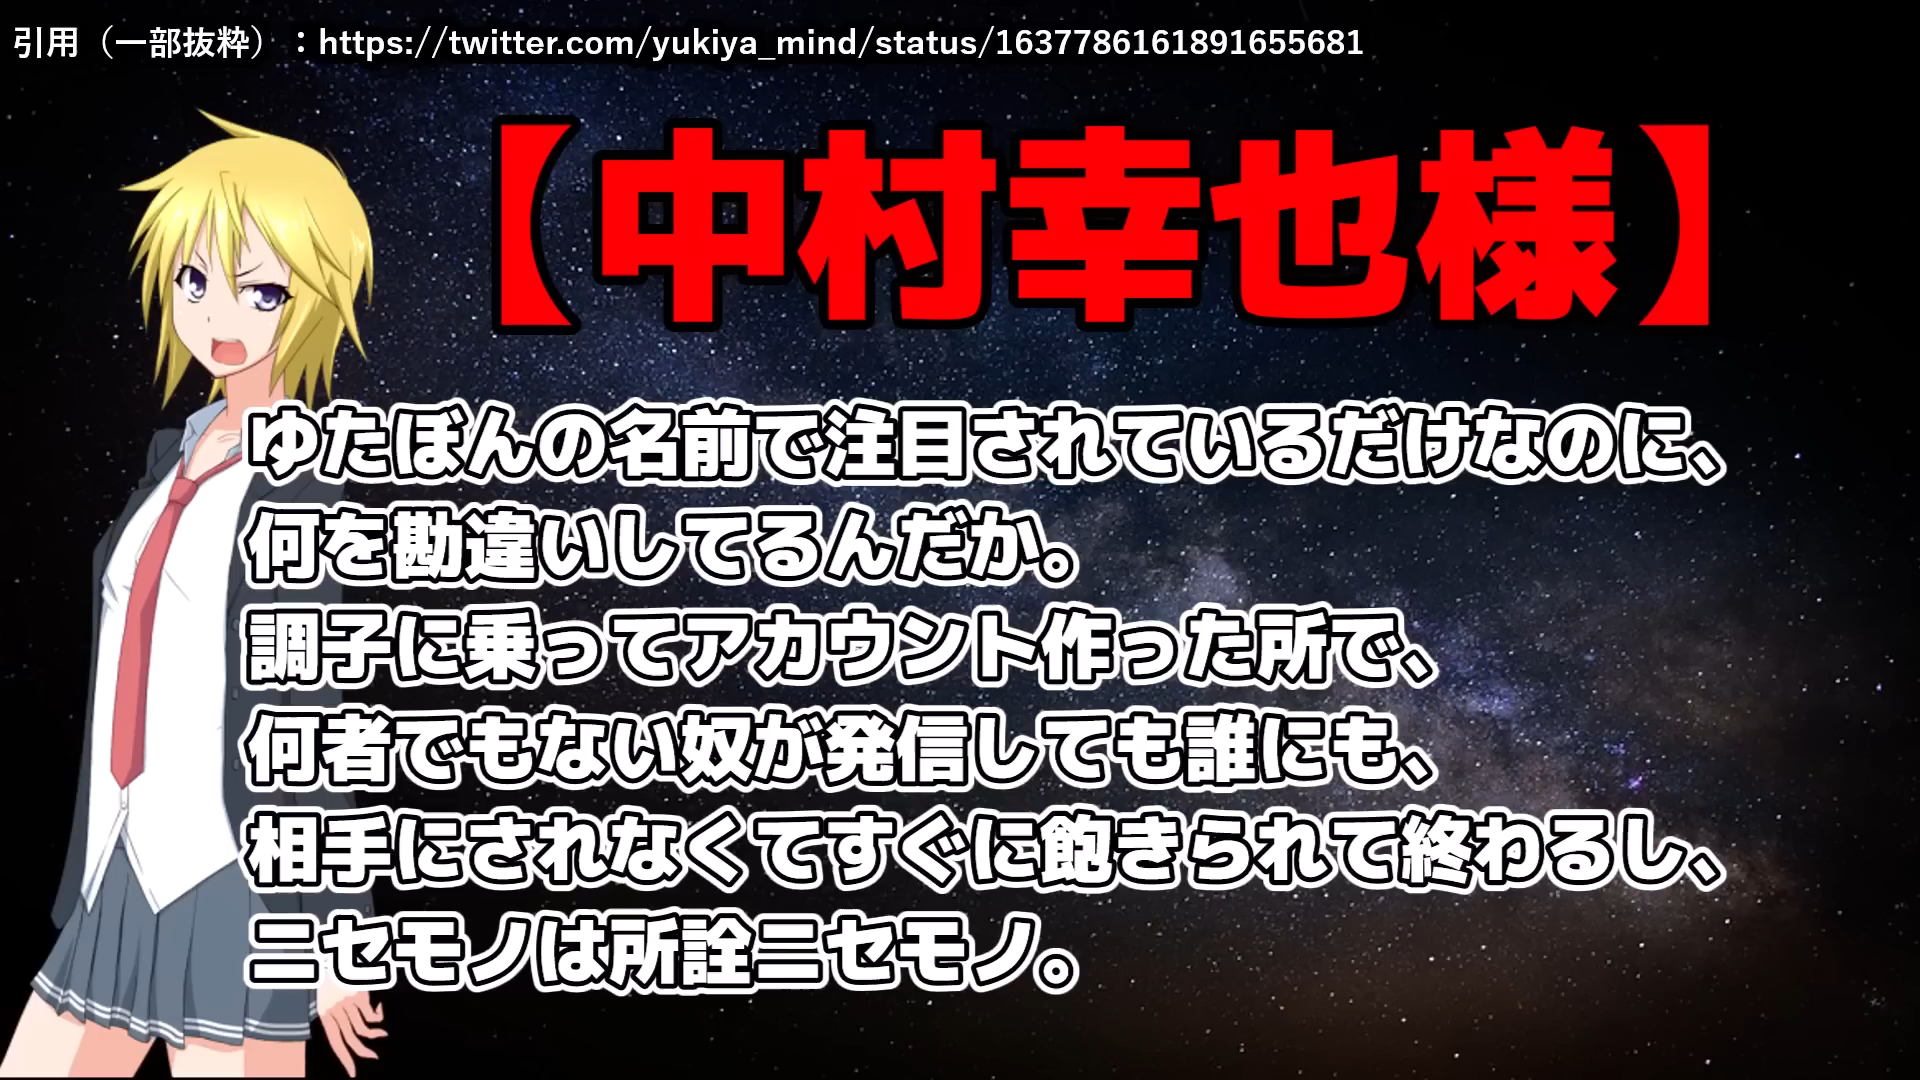 引用（一部抜粋）：https://twitter.com/yukiya_mind/status/1637786161891655681
【中村幸也様】
ゆたぼんの名前で注目されているだけなのに、
何を勘違いしてるんだか。
調子に乗ってアカウント作った所で、
何者でもない奴が発信しても誰にも、
相手にされなくてすぐに飽きられて終わるし、
ニセモノは所詮ニセモノ。